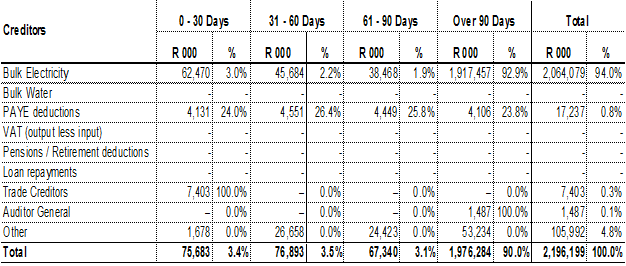 Creditors 0 - 30 Days 31 - 60 Days 61 - 90 Days Over 90 Days Total
R 000 % R 000 % R 000 % R 000 % R 000 %
Bulk Electricity 62,470 3.0% 45,684 2.2% 38,468 1.9% 1,917,457 92.9% 2,064,079 94.0%
Bulk Water - - - - - - - - - -
PAYE deductions 4,131 24.0% 4,551 26.4% 4,449 25.8% 4,106 23.8% 17,237 0.8%
VAT (output less input) - - - - - - - - - -
Pensions / Retirement deductions - - - - - - - - - -
Loan repayments - - - - - - - - - -
Trade Creditors 7,403 100.0% – 0.0% – 0.0% – 0.0% 7,403 0.3%
Auditor General – 0.0% – 0.0% – 0.0% 1,487 100.0% 1,487 0.1%
Other 1,678 0.0% 26,658 0.0% 24,423 0.0% 53,234 0.0% 105,992 4.8%
Total 75,683 3.4% 76,893 3.5% 67,340 3.1% 1,976,284 90.0% 2,196,199 100.0%